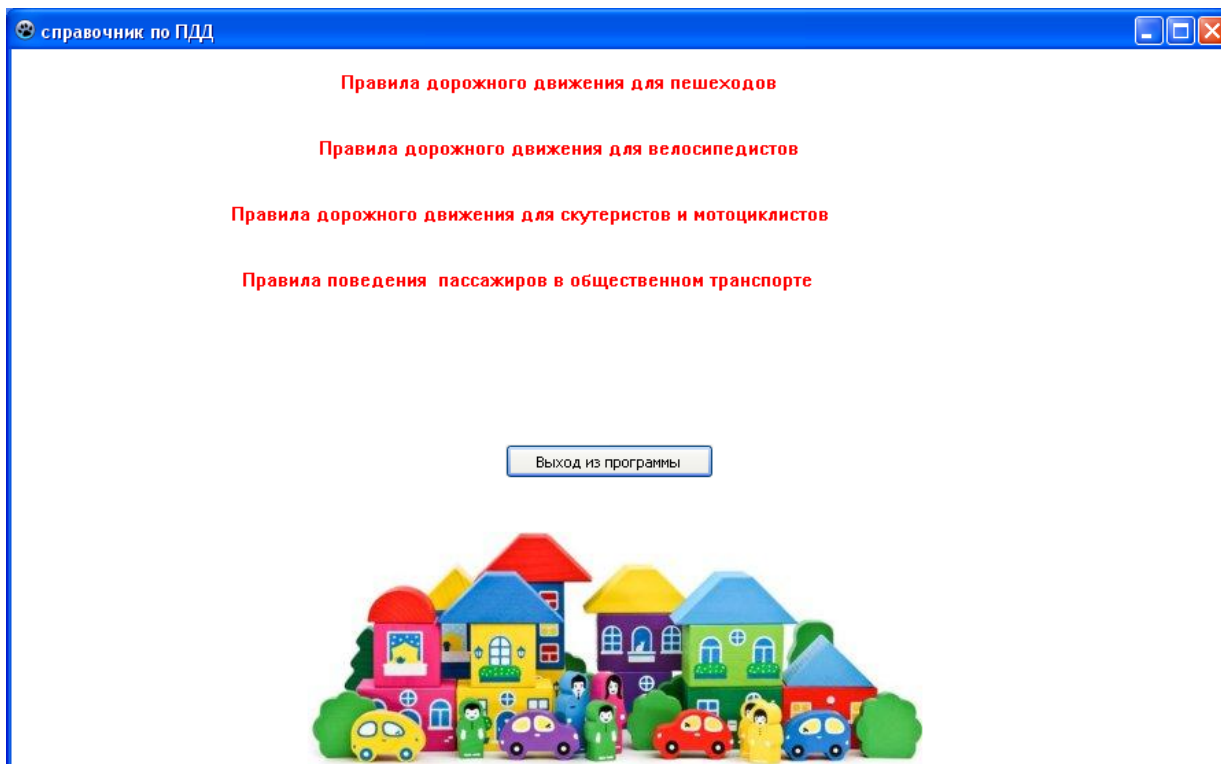 справочник по ПДД
Правила дорожного движения для пешеходов
Правила дорожного движения для велосипедистов
Правила дорожного движения для скутеристов и мотоциклистов
Правила поведения  пассажиров в общественном транспорте
Выход из программы